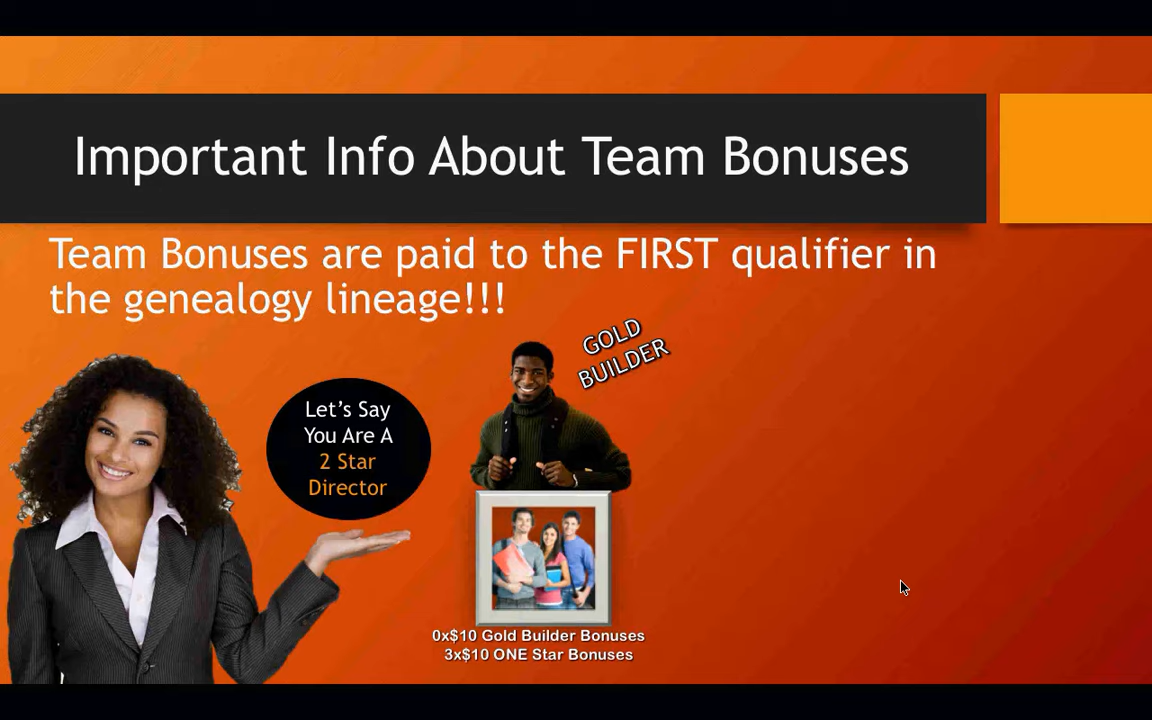 Important Info About Team Bonuses
Team Bonuses are paid to the FIRST qualifier in
the genealogy lineage!!!
GOLD
BUILDER
Let's Say
You Are A
2 Star
Director
0x$10 Gold Builder Bonuses
3x$10 ONE Star Bonuses